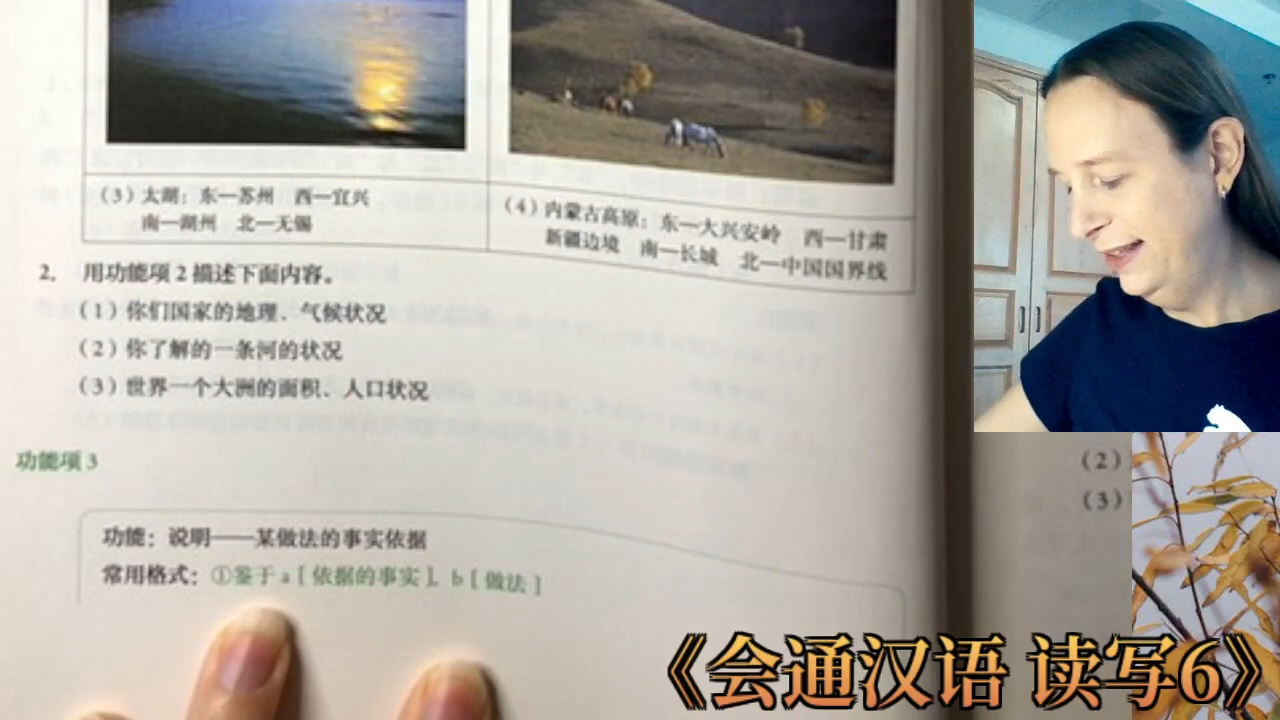 (3) 太湖：东—苏州 西—宜兴
南—湖州 北—无锡
(4) 内蒙古高原：东—大兴安岭 西—甘肃
新疆边境 南—长城 北—中国国界线
2. 用功能项 2 描述下面内容。
(1) 你们国家的地理、气候状况
(2) 你了解的一条河的状况
(3) 世界一个大洲的面积、人口状况
功能项 3
功能：说明——某做法的事实依据
常用格式：①鉴于 a [ 依据的事实 ]，b [ 做法 ]
(2)
(3)
《会通汉语 读写6》